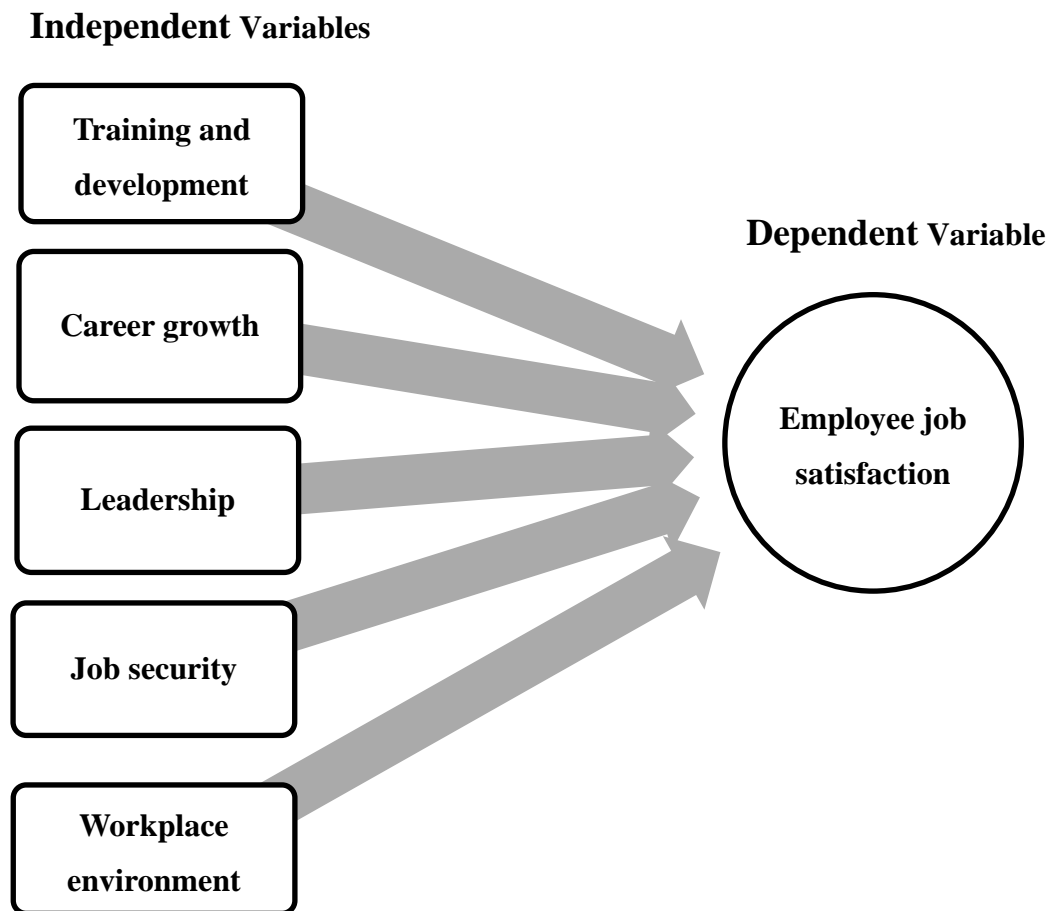 Independent Variables
Training and
development
Career growth
Leadership
Job security
Workplace
environment
Dependent Variable
Employee job
satisfaction